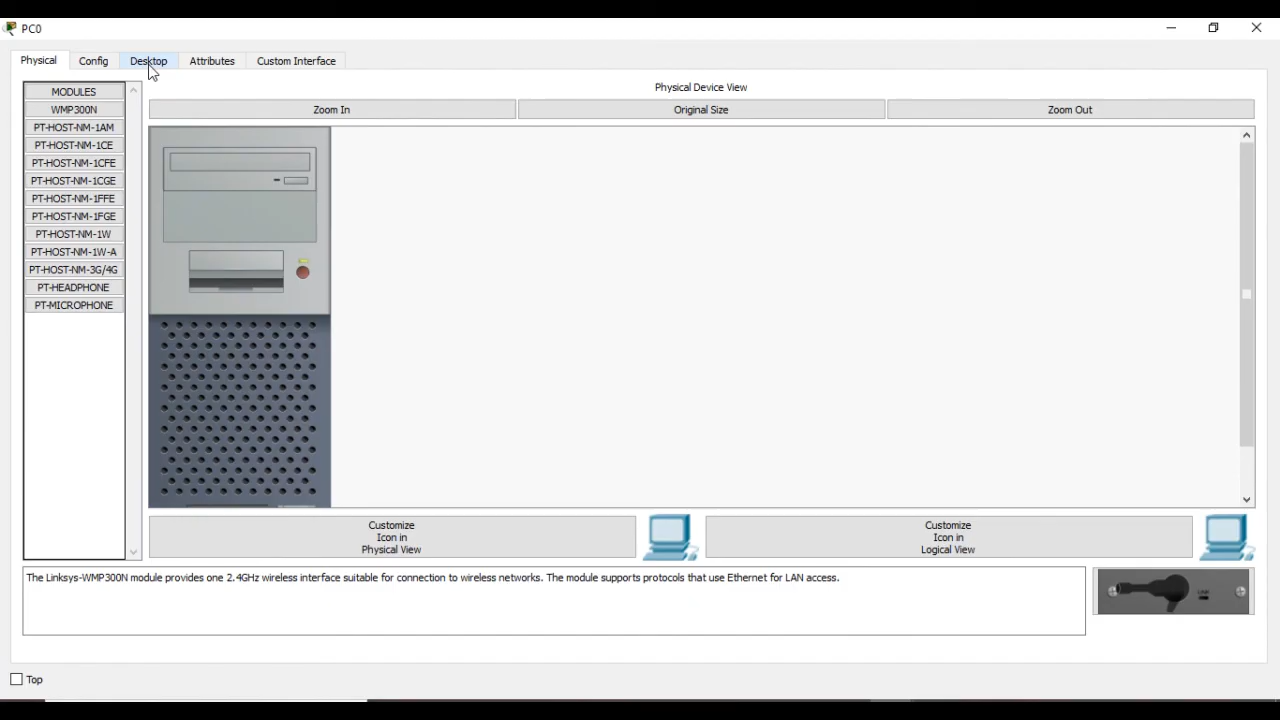 PC0
Physical
Config
Desktop
Attributes
Custom Interface
MODULES
WMP300N
PT-HOST-NM-1AM
PT-HOST-NM-1CE
PT-HOST-NM-1CFE
PT-HOST-NM-1CGE
PT-HOST-NM-1FFE
PT-HOST-NM-1FGE
PT-HOST-NM-1W
PT-HOST-NM-1W-A
PT-HOST-NM-3G/4G
PT-HEADPHONE
PT-MICROPHONE
Physical Device View
Zoom In
Original Size
Zoom Out
Customize
Icon in
Physical View
Customize
Icon in
Logical View
The Linksys-WMP300N module provides one 2.4GHz wireless interface suitable for connection to wireless networks. The module supports protocols that use Ethernet for LAN access.
Top